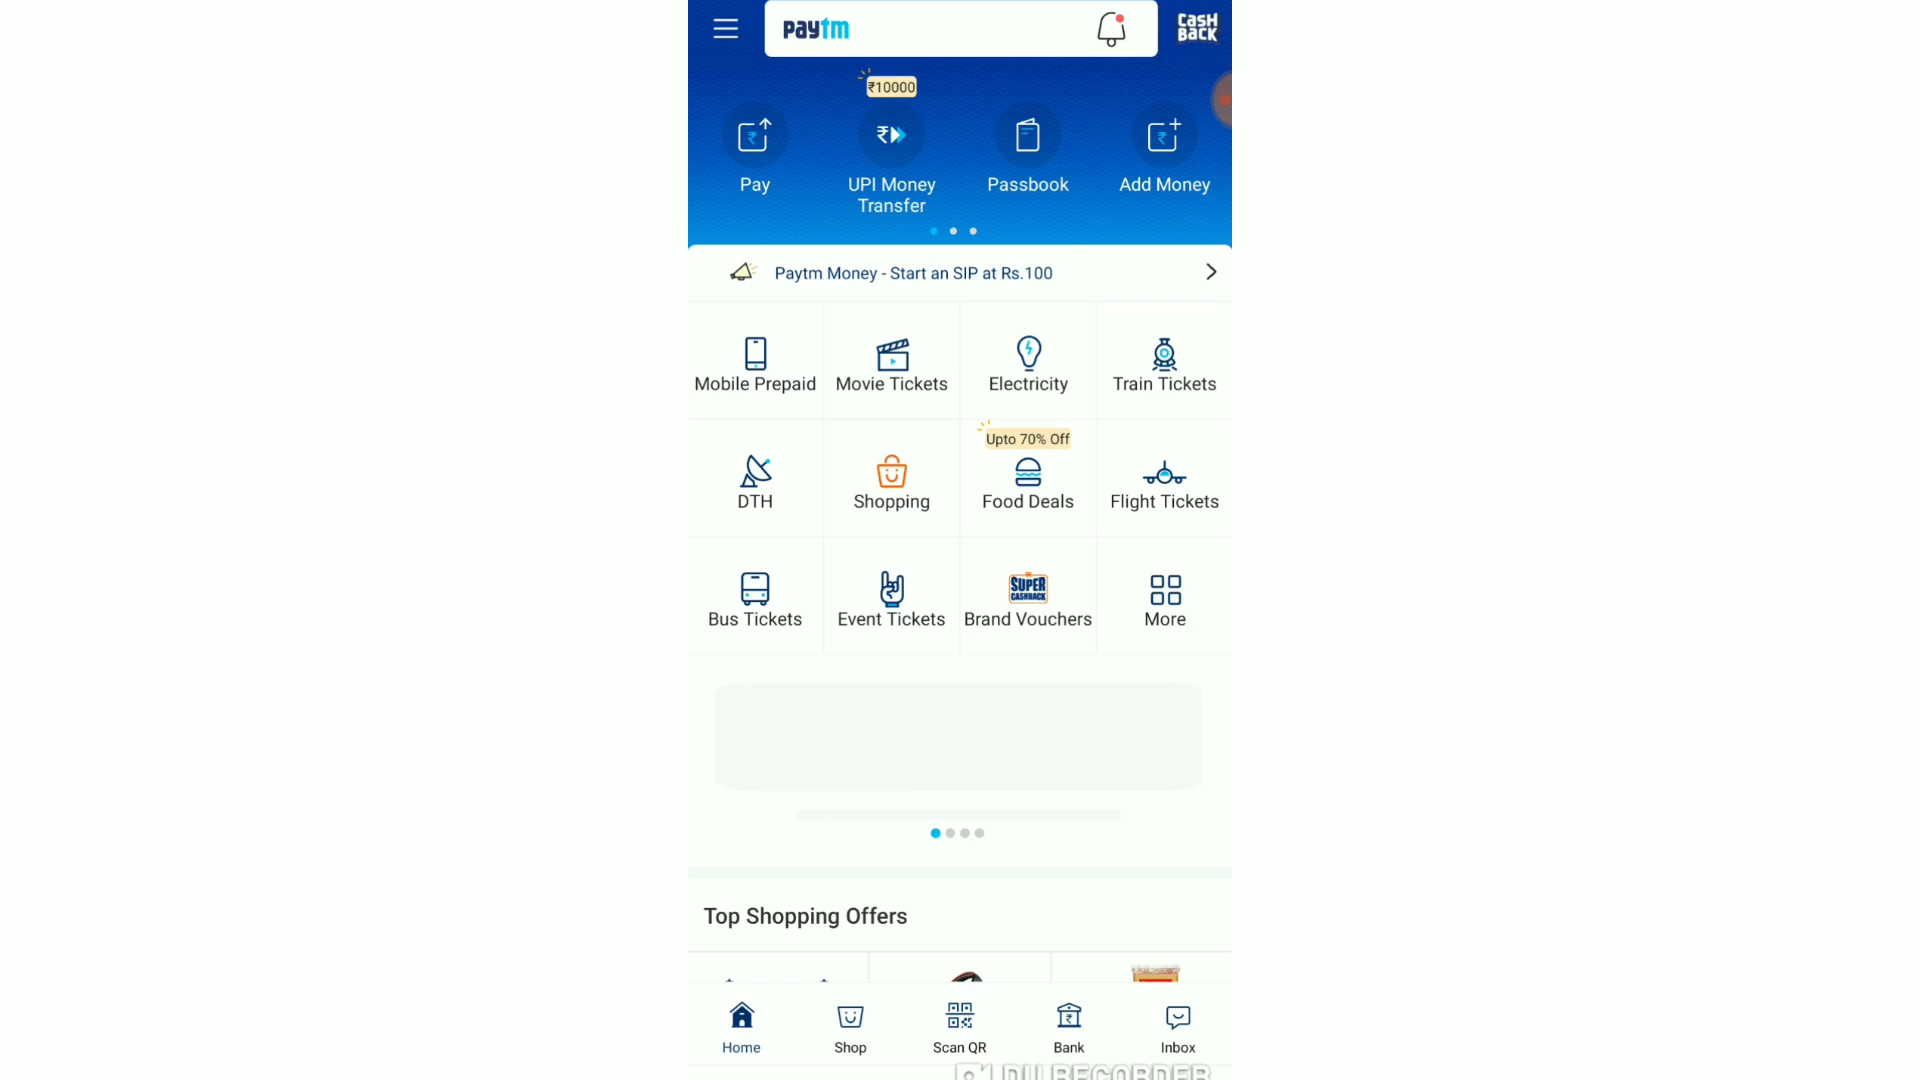 paytm
CASH
BACK
₹10000
Pay
UPI Money
Transfer
Passbook
Add Money
Paytm Money - Start an SIP at Rs.100
Mobile Prepaid
Movie Tickets
Electricity
Train Tickets
Upto 70% Off
DTH
Shopping
Food Deals
Flight Tickets
SUPER
CASHBACK
Bus Tickets
Event Tickets
Brand Vouchers
More
Top Shopping Offers
Home
Shop
Scan QR
Bank
Inbox
DU RECORDER